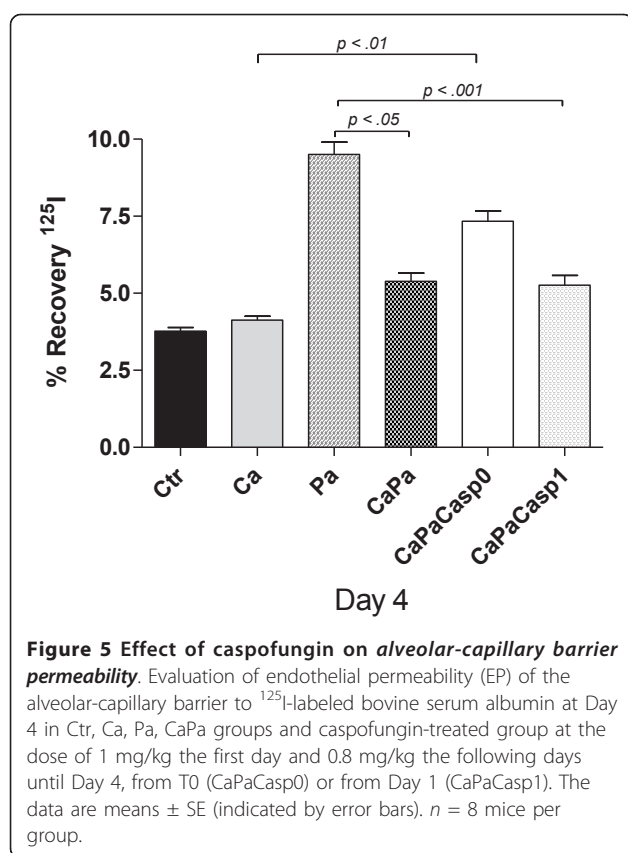 p < .01
p < .001
p < .05
% Recovery ¹²⁵I
10.0
7.5
5.0
2.5
0.0
Ctr
Ca
Pa
CaPa
CaPaCasp0
CaPaCasp1
Day 4
Figure 5 Effect of caspofungin on alveolar-capillary barrier
permeability. Evaluation of endothelial permeability (EP) of the
alveolar-capillary barrier to ¹²⁵I-labeled bovine serum albumin at Day
4 in Ctr, Ca, Pa, CaPa groups and caspofungin-treated group at the
dose of 1 mg/kg the first day and 0.8 mg/kg the following days
until Day 4, from T0 (CaPaCasp0) or from Day 1 (CaPaCasp1). The
data are means ± SE (indicated by error bars). n = 8 mice per
group.